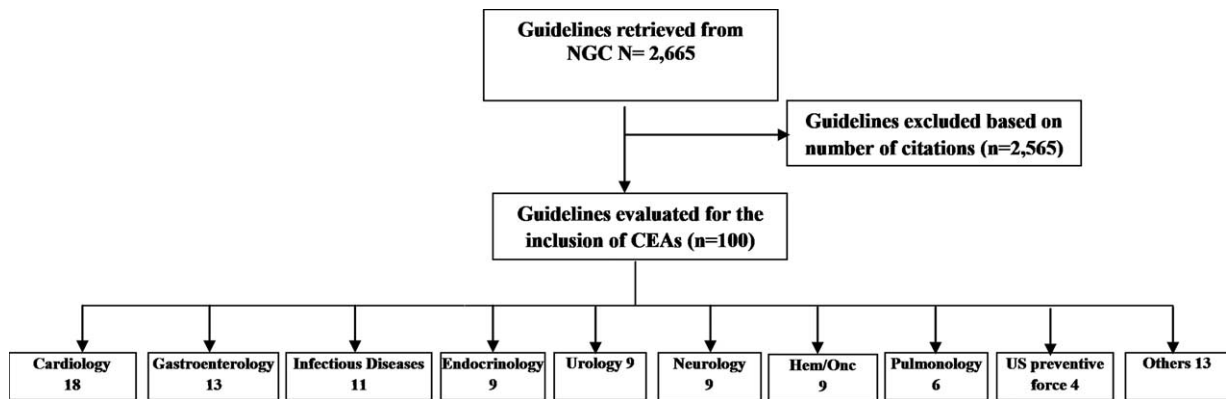 Guidelines retrieved from
NGC N= 2,665
Guidelines excluded based on
number of citations (n=2,565)
Guidelines evaluated for the
inclusion of CEAs (n=100)
Cardiology
18
Gastroenterology
13
Infectious Diseases
11
Endocrinology
9
Urology 9
Neurology
9
Hem/Onc
9
Pulmonology
6
US preventive
force 4
Others 13